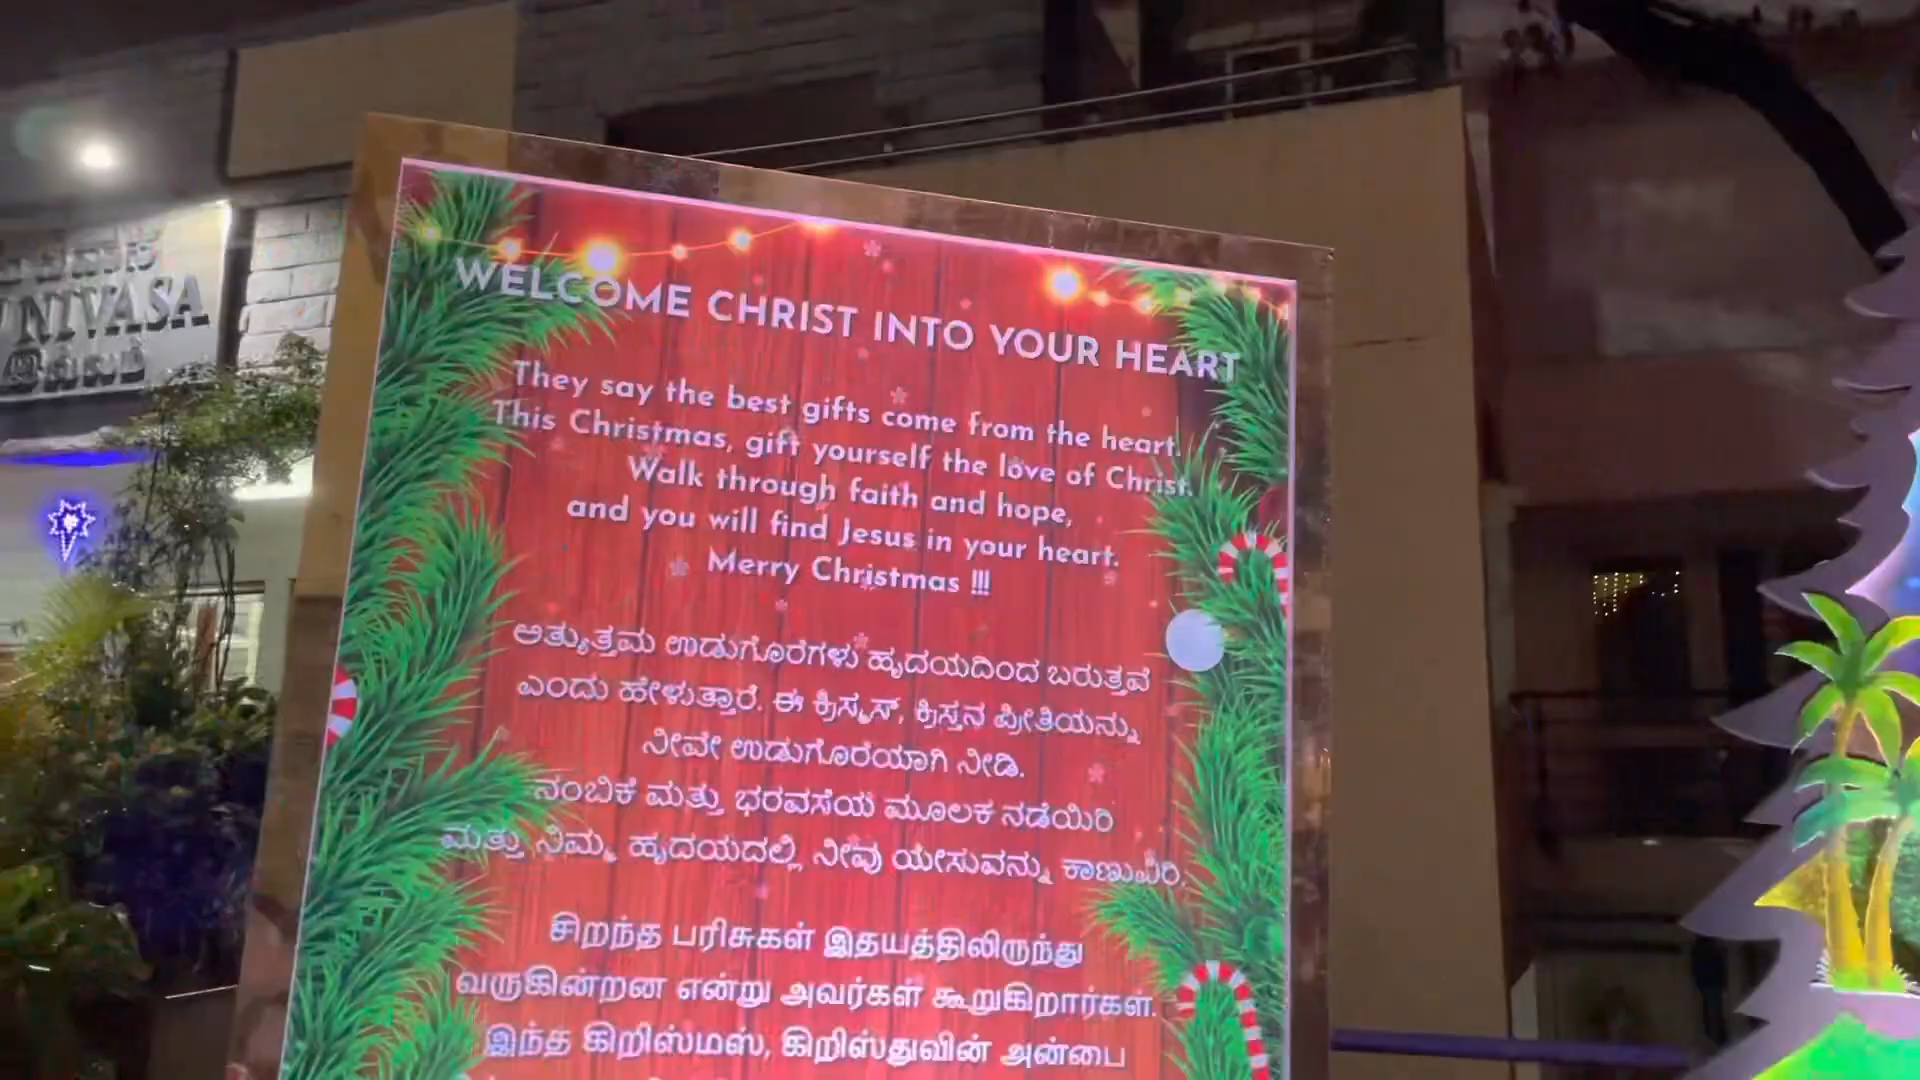 NIVASA
WELCOME CHRIST INTO YOUR HEART
They say the best gifts come from the heart.
This Christmas, gift yourself the love of Christ.
Walk through faith and hope,
and you will find Jesus in your heart.
Merry Christmas !!!
ಅತ್ಯುತ್ತಮ ಉಡುಗೊರೆಗಳು ಹೃದಯದಿಂದ ಬರುತ್ತವೆ
ಎಂದು ಹೇಳುತ್ತಾರೆ. ಈ ಕ್ರಿಸ್ಮಸ್, ಕ್ರಿಸ್ತನ ಪ್ರೀತಿಯನ್ನು
ನೀವೇ ಉಡುಗೊರೆಯಾಗಿ ನೀಡಿ.
ನಂಬಿಕೆ ಮತ್ತು ಭರವಸೆಯ ಮೂಲಕ ನಡೆಯಿರಿ
ಮತ್ತು ನಿಮ್ಮ ಹೃದಯದಲ್ಲಿ ನೀವು ಯೇಸುವನ್ನು ಕಾಣುವಿರಿ.
சிறந்த பரிசுகள் இதயத்திலிருந்து
வருகின்றன என்று அவர்கள் கூறுகிறார்கள்.
இந்த கிறிஸ்மஸ், கிறிஸ்துவின் அன்பை